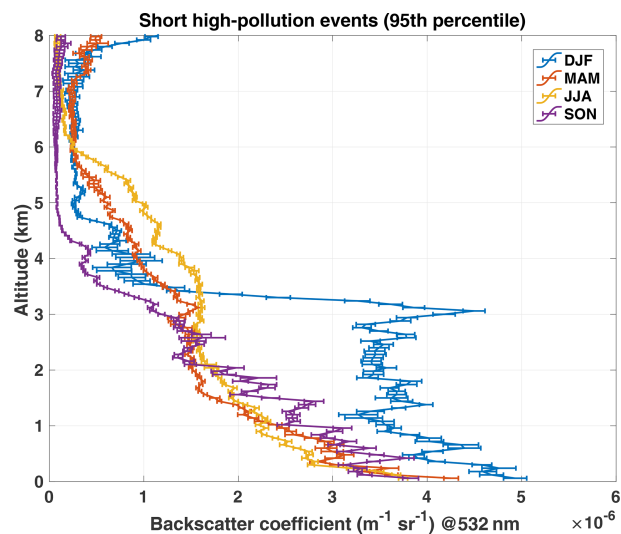 Short high-pollution events (95th percentile)
8
7
6
5
4
3
2
1
0
Altitude (km)
DJF
MAM
JJA
SON
0 1 2 3 4 5 6
Backscatter coefficient (m⁻¹ sr⁻¹) @532 nm
×10⁻⁶